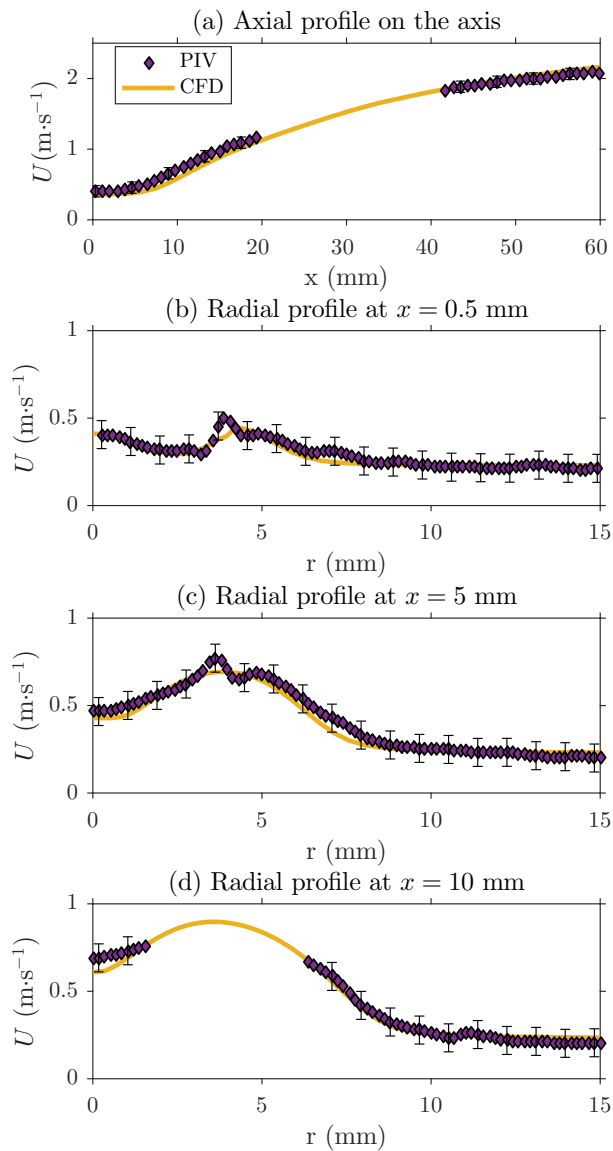 (a) Axial profile on the axis
PIV
CFD
2
1
0
U (m·s⁻¹)
0 10 20 30 40 50 60
x (mm)
(b) Radial profile at x = 0.5 mm
1
0.5
0
U (m·s⁻¹)
0 5 10 15
r (mm)
(c) Radial profile at x = 5 mm
1
0.5
0
U (m·s⁻¹)
0 5 10 15
r (mm)
(d) Radial profile at x = 10 mm
1
0.5
0
U (m·s⁻¹)
0 5 10 15
r (mm)